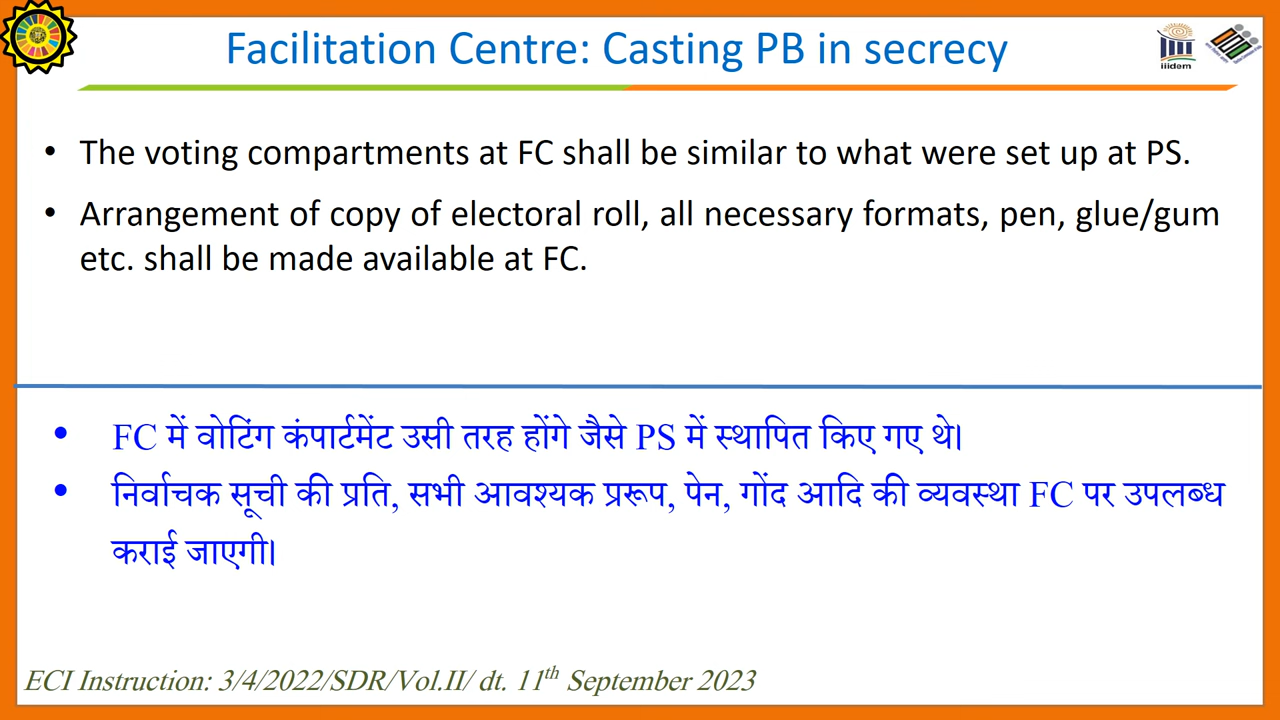 Facilitation Centre: Casting PB in secrecy
iiidem
• The voting compartments at FC shall be similar to what were set up at PS.
• Arrangement of copy of electoral roll, all necessary formats, pen, glue/gum
etc. shall be made available at FC.
• FC में वोटिंग कंपार्टमेंट उसी तरह होंगे जैसे PS में स्थापित किए गए थे।
• निर्वाचक सूची की प्रति, सभी आवश्यक प्ररूप, पेन, गोंद आदि की व्यवस्था FC पर उपलब्ध
कराई जाएगी।
ECI Instruction: 3/4/2022/SDR/Vol.II/ dt. 11th September 2023